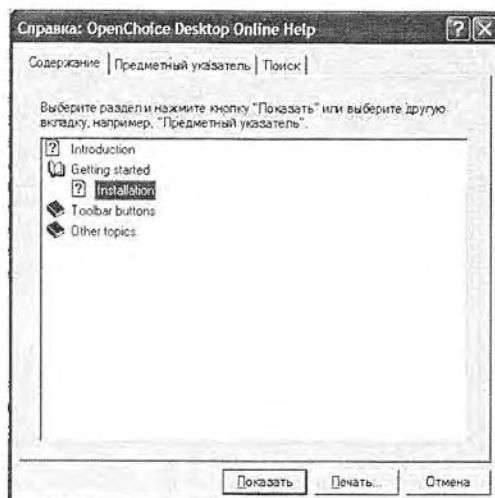 Справка: OpenChoice Desktop Online Help
Содержание Предметный указатель Поиск
Выберите раздел и нажмите кнопку "Показать" или выберите другую
вкладку, например, "Предметный указатель".
Introduction
Getting started
Installation
Toolbar buttons
Other topics
Показать Печать... Отмена